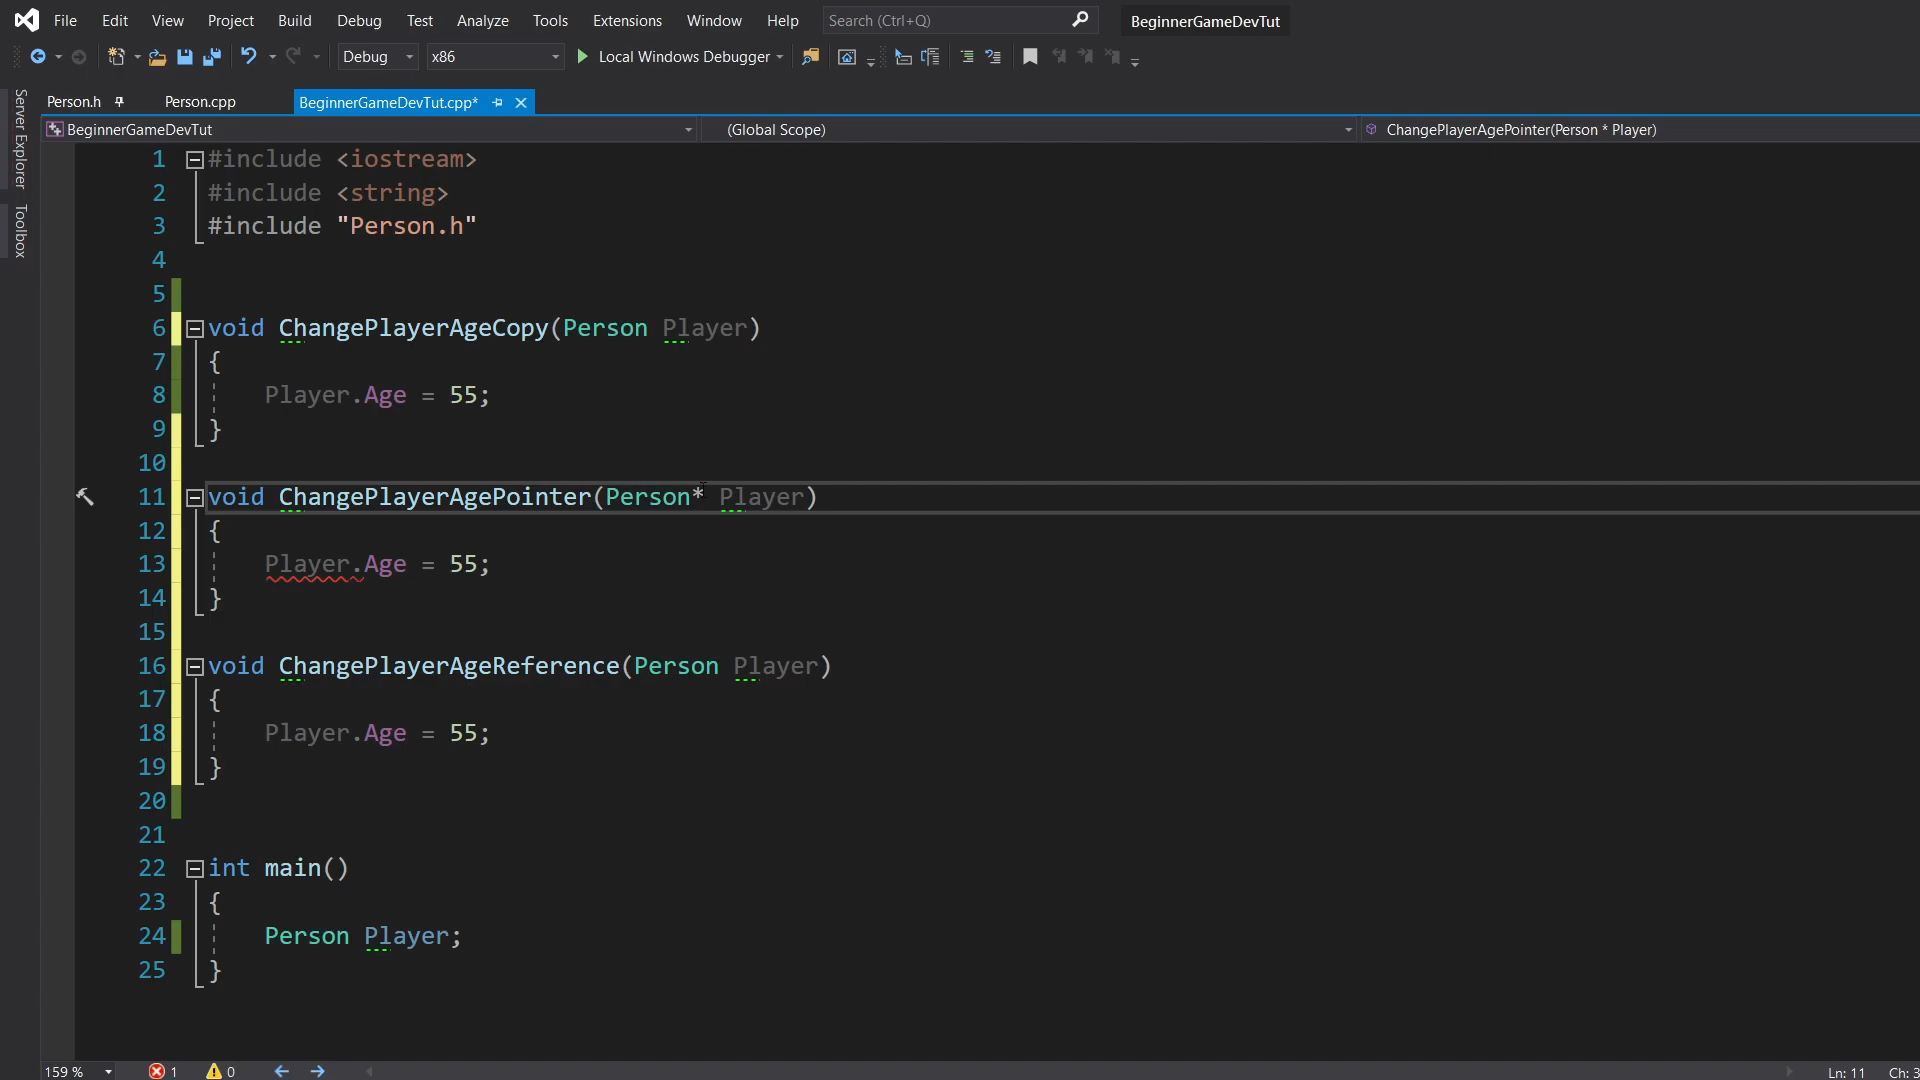 File Edit View Project Build Debug Test Analyze Tools Extensions Window Help Search (Ctrl+Q) BeginnerGameDevTut
Debug x86 Local Windows Debugger
Server Explorer
Toolbox
Person.h Person.cpp BeginnerGameDevTut.cpp*
BeginnerGameDevTut (Global Scope) ChangePlayerAgePointer(Person * Player)
1 #include <iostream>
2 #include <string>
3 #include "Person.h"
4
5
6 void ChangePlayerAgeCopy(Person Player)
7 {
8 Player.Age = 55;
9 }
10
11 void ChangePlayerAgePointer(Person* Player)
12 {
13 Player.Age = 55;
14 }
15
16 void ChangePlayerAgeReference(Person Player)
17 {
18 Player.Age = 55;
19 }
20
21
22 int main()
23 {
24 Person Player;
25 }
159 % 1 0 Ln: 11 Ch: 3